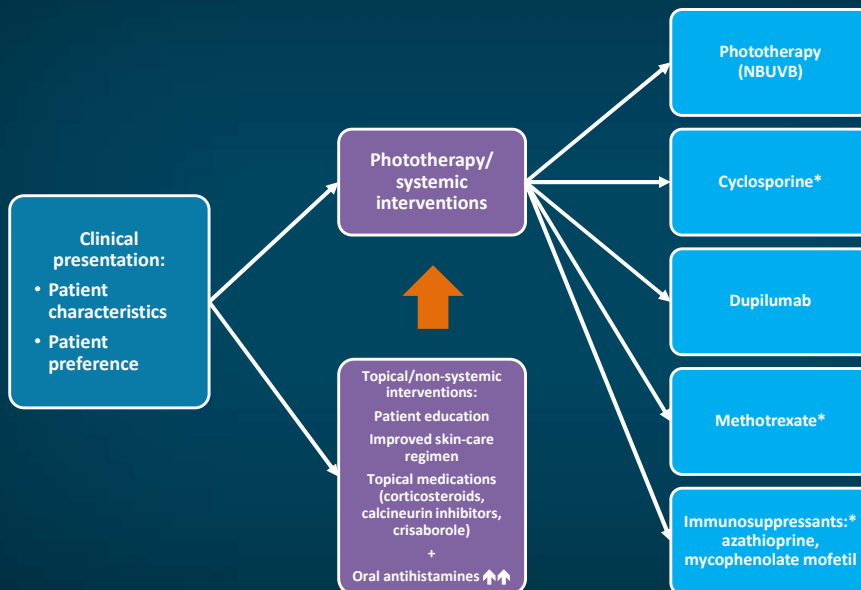 Clinical
presentation:
• Patient
characteristics
• Patient
preference
Phototherapy/
systemic
interventions
Topical/non-systemic
interventions:
Patient education
Improved skin-care
regimen
Topical medications
(corticosteroids,
calcineurin inhibitors,
crisaborole)
+
Oral antihistamines
Phototherapy
(NBUVB)
Cyclosporine*
Dupilumab
Methotrexate*
Immunosuppressants:*
azathioprine,
mycophenolate mofetil